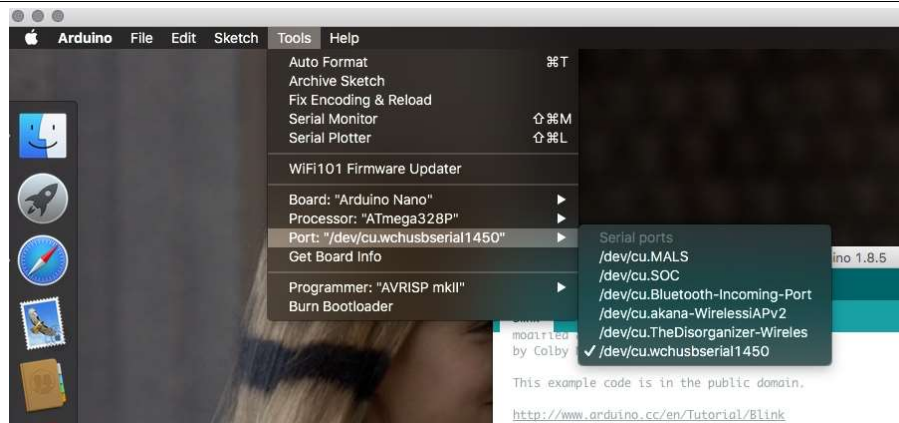 Arduino File Edit Sketch Tools Help
Auto Format ⌘T
Archive Sketch
Fix Encoding & Reload
Serial Monitor ⇧⌘M
Serial Plotter ⇧⌘L
WiFi101 Firmware Updater
Board: "Arduino Nano"
Processor: "ATmega328P"
Port: "/dev/cu.wchusbserial1450"
Get Board Info
Programmer: "AVRISP mkII"
Burn Bootloader
Serial ports
/dev/cu.MALS
/dev/cu.SOC
/dev/cu.Bluetooth-Incoming-Port
/dev/cu.akana-WirelessiAPv2
/dev/cu.TheDisorganizer-Wireles
✓ /dev/cu.wchusbserial1450
ino 1.8.5
modified
by Colby
This example code is in the public domain.
http://www.arduino.cc/en/Tutorial/Blink